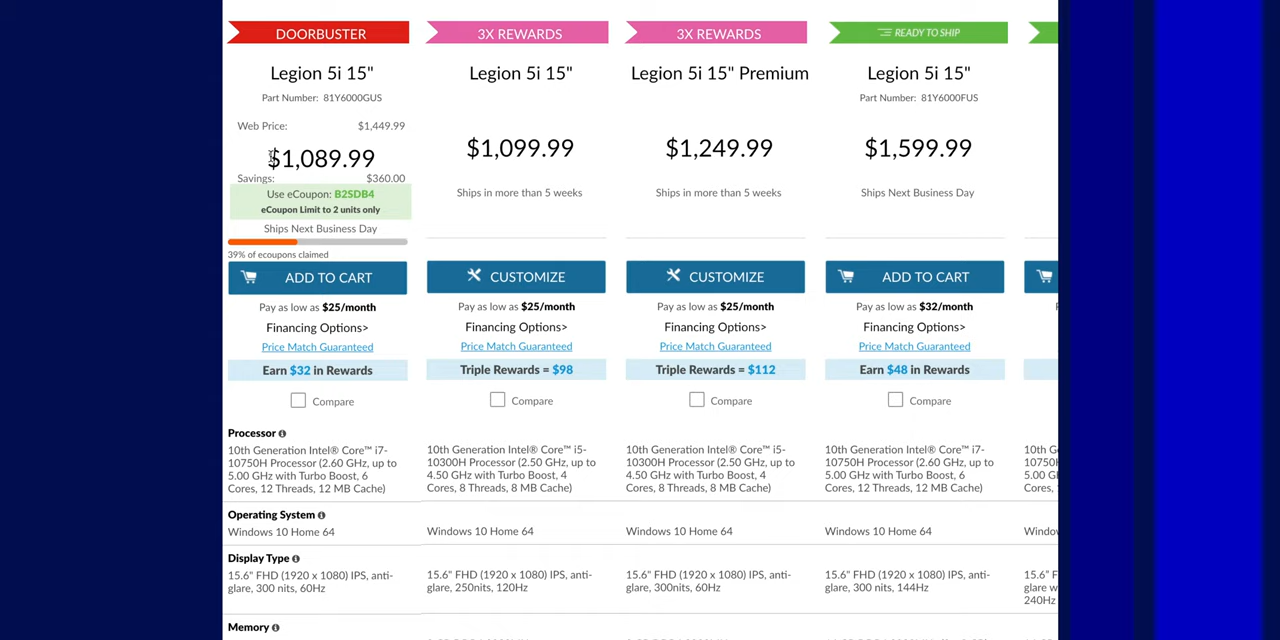 DOORBUSTER
Legion 5i 15"
Part Number: 81Y6000GUS
Web Price: $1,449.99
$1,089.99
Savings: $360.00
Use eCoupon: B2SDB4
eCoupon Limit to 2 units only
Ships Next Business Day
39% of ecoupons claimed
ADD TO CART
Pay as low as $25/month
Financing Options>
Price Match Guaranteed
Earn $32 in Rewards
Compare
3X REWARDS
Legion 5i 15"
$1,099.99
Ships in more than 5 weeks
CUSTOMIZE
Pay as low as $25/month
Financing Options>
Price Match Guaranteed
Triple Rewards = $98
Compare
3X REWARDS
Legion 5i 15" Premium
$1,249.99
Ships in more than 5 weeks
CUSTOMIZE
Pay as low as $25/month
Financing Options>
Price Match Guaranteed
Triple Rewards = $112
Compare
READY TO SHIP
Legion 5i 15"
Part Number: 81Y6000FUS
$1,599.99
Ships Next Business Day
ADD TO CART
Pay as low as $32/month
Financing Options>
Price Match Guaranteed
Earn $48 in Rewards
Compare
Processor
10th Generation Intel® Core™ i7-
10750H Processor (2.60 GHz, up to
5.00 GHz with Turbo Boost, 6
Cores, 12 Threads, 12 MB Cache)
10th Generation Intel® Core™ i5-
10300H Processor (2.50 GHz, up to
4.50 GHz with Turbo Boost, 4
Cores, 8 Threads, 8 MB Cache)
10th Generation Intel® Core™ i5-
10300H Processor (2.50 GHz, up to
4.50 GHz with Turbo Boost, 4
Cores, 8 Threads, 8 MB Cache)
10th Generation Intel® Core™ i7-
10750H Processor (2.60 GHz, up to
5.00 GHz with Turbo Boost, 6
Cores, 12 Threads, 12 MB Cache)
10th G
10750H
5.00 G
Cores,
Operating System
Windows 10 Home 64
Windows 10 Home 64
Windows 10 Home 64
Windows 10 Home 64
Windo
Display Type
15.6" FHD (1920 x 1080) IPS, anti-
glare, 300 nits, 60Hz
15.6" FHD (1920 x 1080) IPS, anti-
glare, 250nits, 120Hz
15.6" FHD (1920 x 1080) IPS, anti-
glare, 300nits, 60Hz
15.6" FHD (1920 x 1080) IPS, anti-
glare, 300 nits, 144Hz
15.6" F
glare w
240Hz
Memory